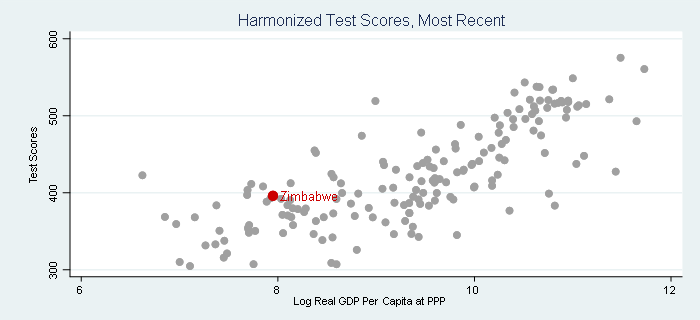 Harmonized Test Scores, Most Recent
600
500
400
300
Test Scores
Zimbabwe
6
8
10
12
Log Real GDP Per Capita at PPP